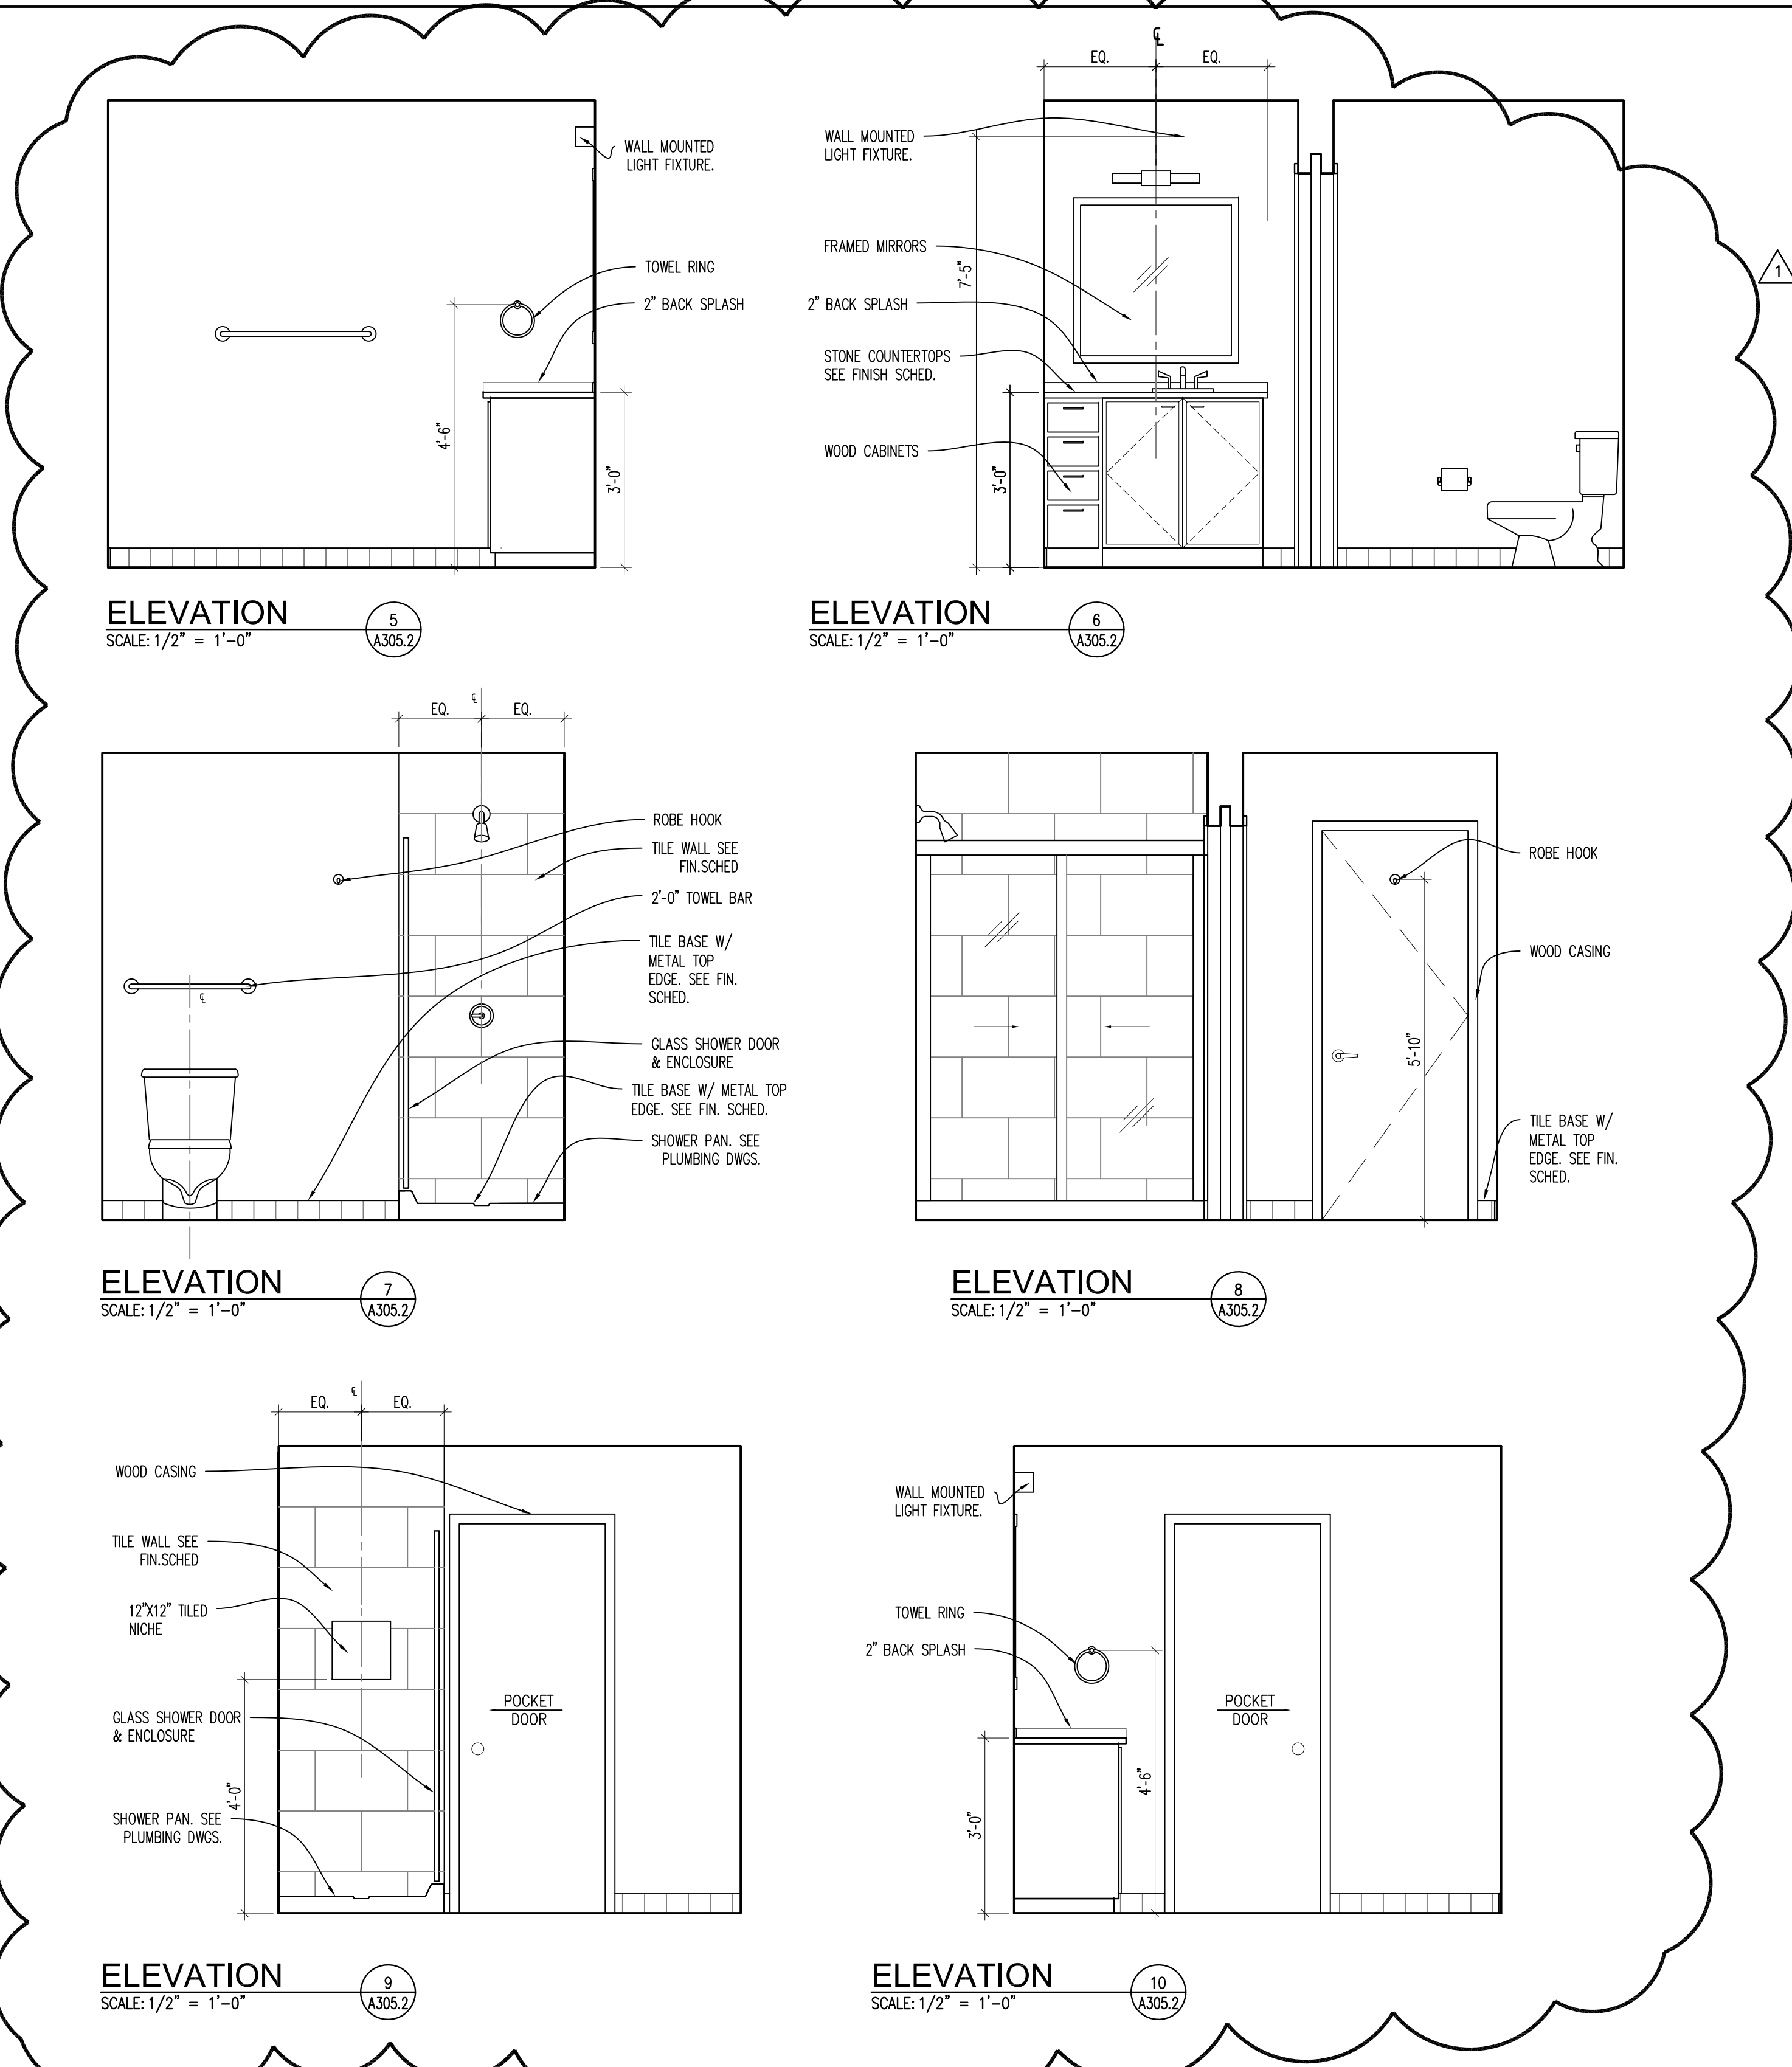 EQ.
℄
EQ.
WALL MOUNTED
LIGHT FIXTURE.
TOWEL RING
2" BACK SPLASH
4'-6"
3'-0"
ELEVATION
SCALE: 1/2" = 1'-0"
5
A305.2
WALL MOUNTED
LIGHT FIXTURE.
FRAMED MIRRORS
7'-5"
2" BACK SPLASH
STONE COUNTERTOPS
SEE FINISH SCHED.
WOOD CABINETS
3'-0"
1
ELEVATION
SCALE: 1/2" = 1'-0"
6
A305.2
EQ.
℄
EQ.
ROBE HOOK
TILE WALL SEE
FIN.SCHED
2'-0" TOWEL BAR
TILE BASE W/
METAL TOP
EDGE. SEE FIN.
SCHED.
℄
GLASS SHOWER DOOR
& ENCLOSURE
TILE BASE W/ METAL TOP
EDGE. SEE FIN. SCHED.
SHOWER PAN. SEE
PLUMBING DWGS.
ELEVATION
SCALE: 1/2" = 1'-0"
7
A305.2
ROBE HOOK
WOOD CASING
5'-10"
TILE BASE W/
METAL TOP
EDGE. SEE FIN.
SCHED.
ELEVATION
SCALE: 1/2" = 1'-0"
8
A305.2
EQ.
℄
EQ.
WOOD CASING
TILE WALL SEE
FIN.SCHED
12"X12" TILED
NICHE
POCKET
DOOR
GLASS SHOWER DOOR
& ENCLOSURE
4'-0"
SHOWER PAN. SEE
PLUMBING DWGS.
ELEVATION
SCALE: 1/2" = 1'-0"
9
A305.2
WALL MOUNTED
LIGHT FIXTURE.
TOWEL RING
2" BACK SPLASH
POCKET
DOOR
4'-6"
3'-0"
ELEVATION
SCALE: 1/2" = 1'-0"
10
A305.2